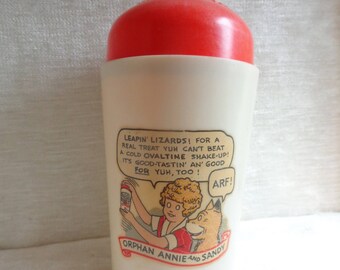 LEAPIN' LIZARDS! FOR A
REAL TREAT YUH CAN'T BEAT
A COLD OVALTINE SHAKE-UP!
IT'S GOOD-TASTIN' AN' GOOD
FOR YUH, TOO!
ARF!
ORPHAN ANNIE AND SANDY